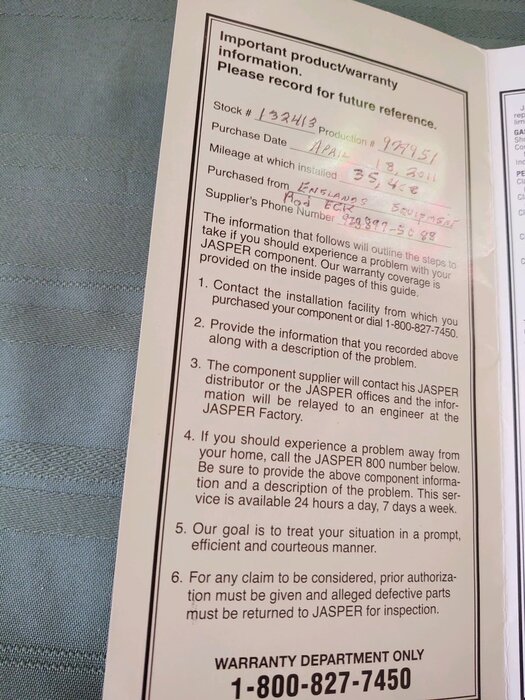 Important product/warranty
information.
Please record for future reference.
Stock # 132413 Production # 979951
Purchase Date APRIL 18, 2011
Mileage at which installed 35,
Purchased from ENGLANDS EQUIPMENT
Rod ECK
Supplier's Phone Number 979 897-5088
The information that follows will outline the steps to
take if you should experience a problem with your
JASPER component. Our warranty coverage is
provided on the inside pages of this guide.
1. Contact the installation facility from which you
purchased your component or dial 1-800-827-7450.
2. Provide the information that you recorded above
along with a description of the problem.
3. The component supplier will contact his JASPER
distributor or the JASPER offices and the infor-
mation will be relayed to an engineer at the
JASPER Factory.
4. If you should experience a problem away from
your home, call the JASPER 800 number below.
Be sure to provide the above component informa-
tion and a description of the problem. This ser-
vice is available 24 hours a day, 7 days a week.
5. Our goal is to treat your situation in a prompt,
efficient and courteous manner.
6. For any claim to be considered, prior authoriza-
tion must be given and alleged defective parts
must be returned to JASPER for inspection.
WARRANTY DEPARTMENT ONLY
1-800-827-7450